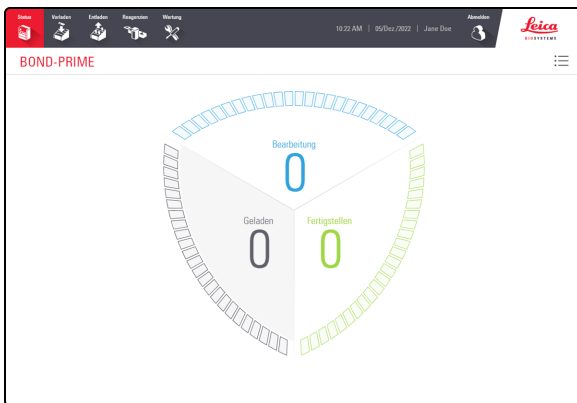 Status Vorladen Entladen Reagenzien Wartung
10:22 AM | 05/Dez./2022 | Jane Doe
Abmelden
Leica
BIOSYSTEMS
BOND-PRIME
Bearbeitung
0
Geladen
0
Fertigstellen
0